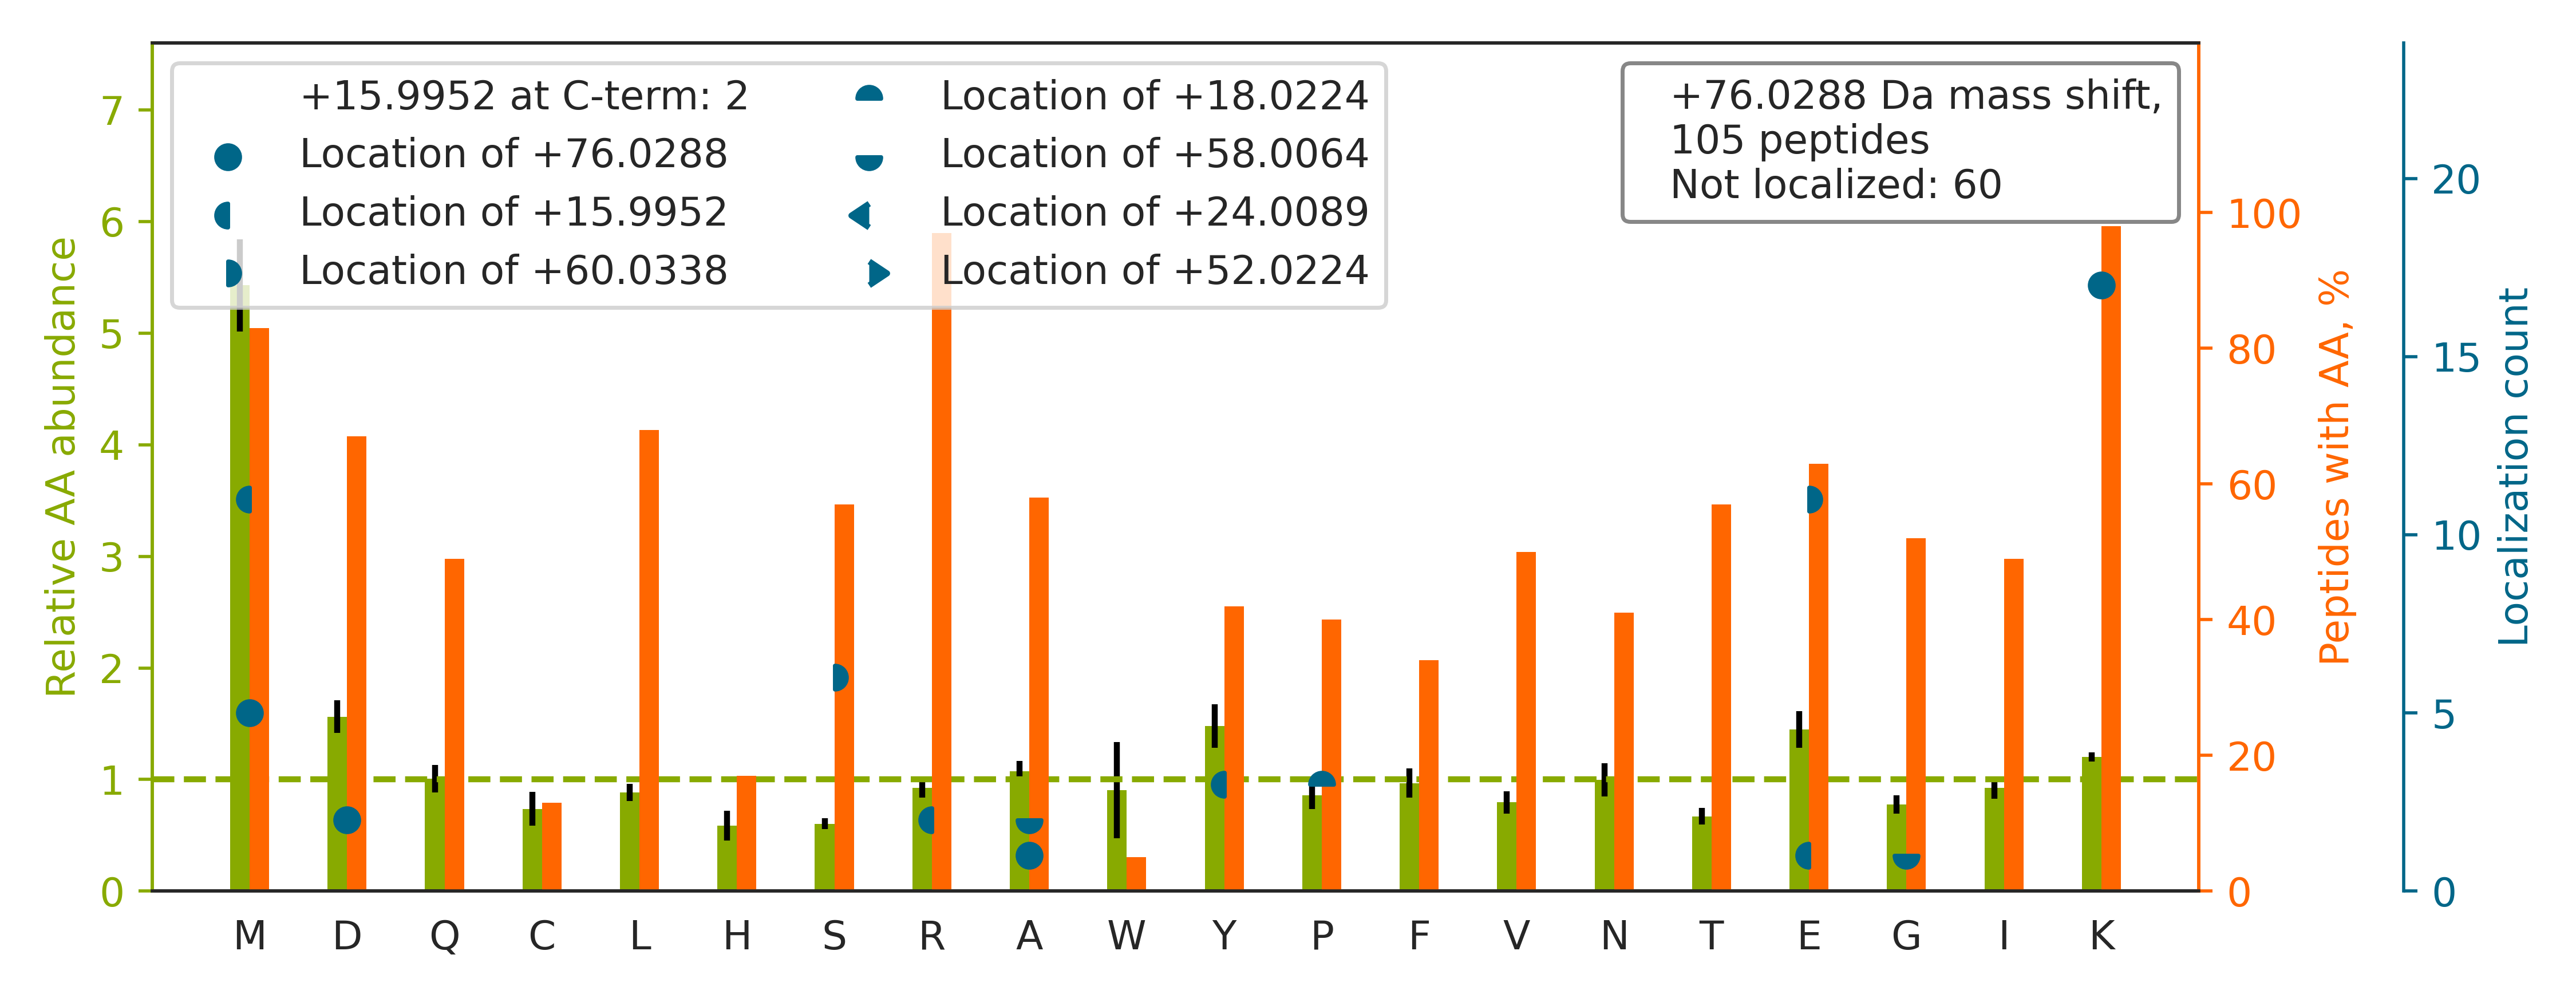 +15.9952 at C-term: 2
Location of +76.0288
Location of +15.9952
Location of +60.0338
Location of +18.0224
Location of +58.0064
Location of +24.0089
Location of +52.0224
+76.0288 Da mass shift,
105 peptides
Not localized: 60
Relative AA abundance
7
6
5
4
3
2
1
0
M D Q C L H S R A W Y P F V N T E G I K
100
80
60
40
20
0
Peptides with AA, %
20
15
10
5
0
Localization count